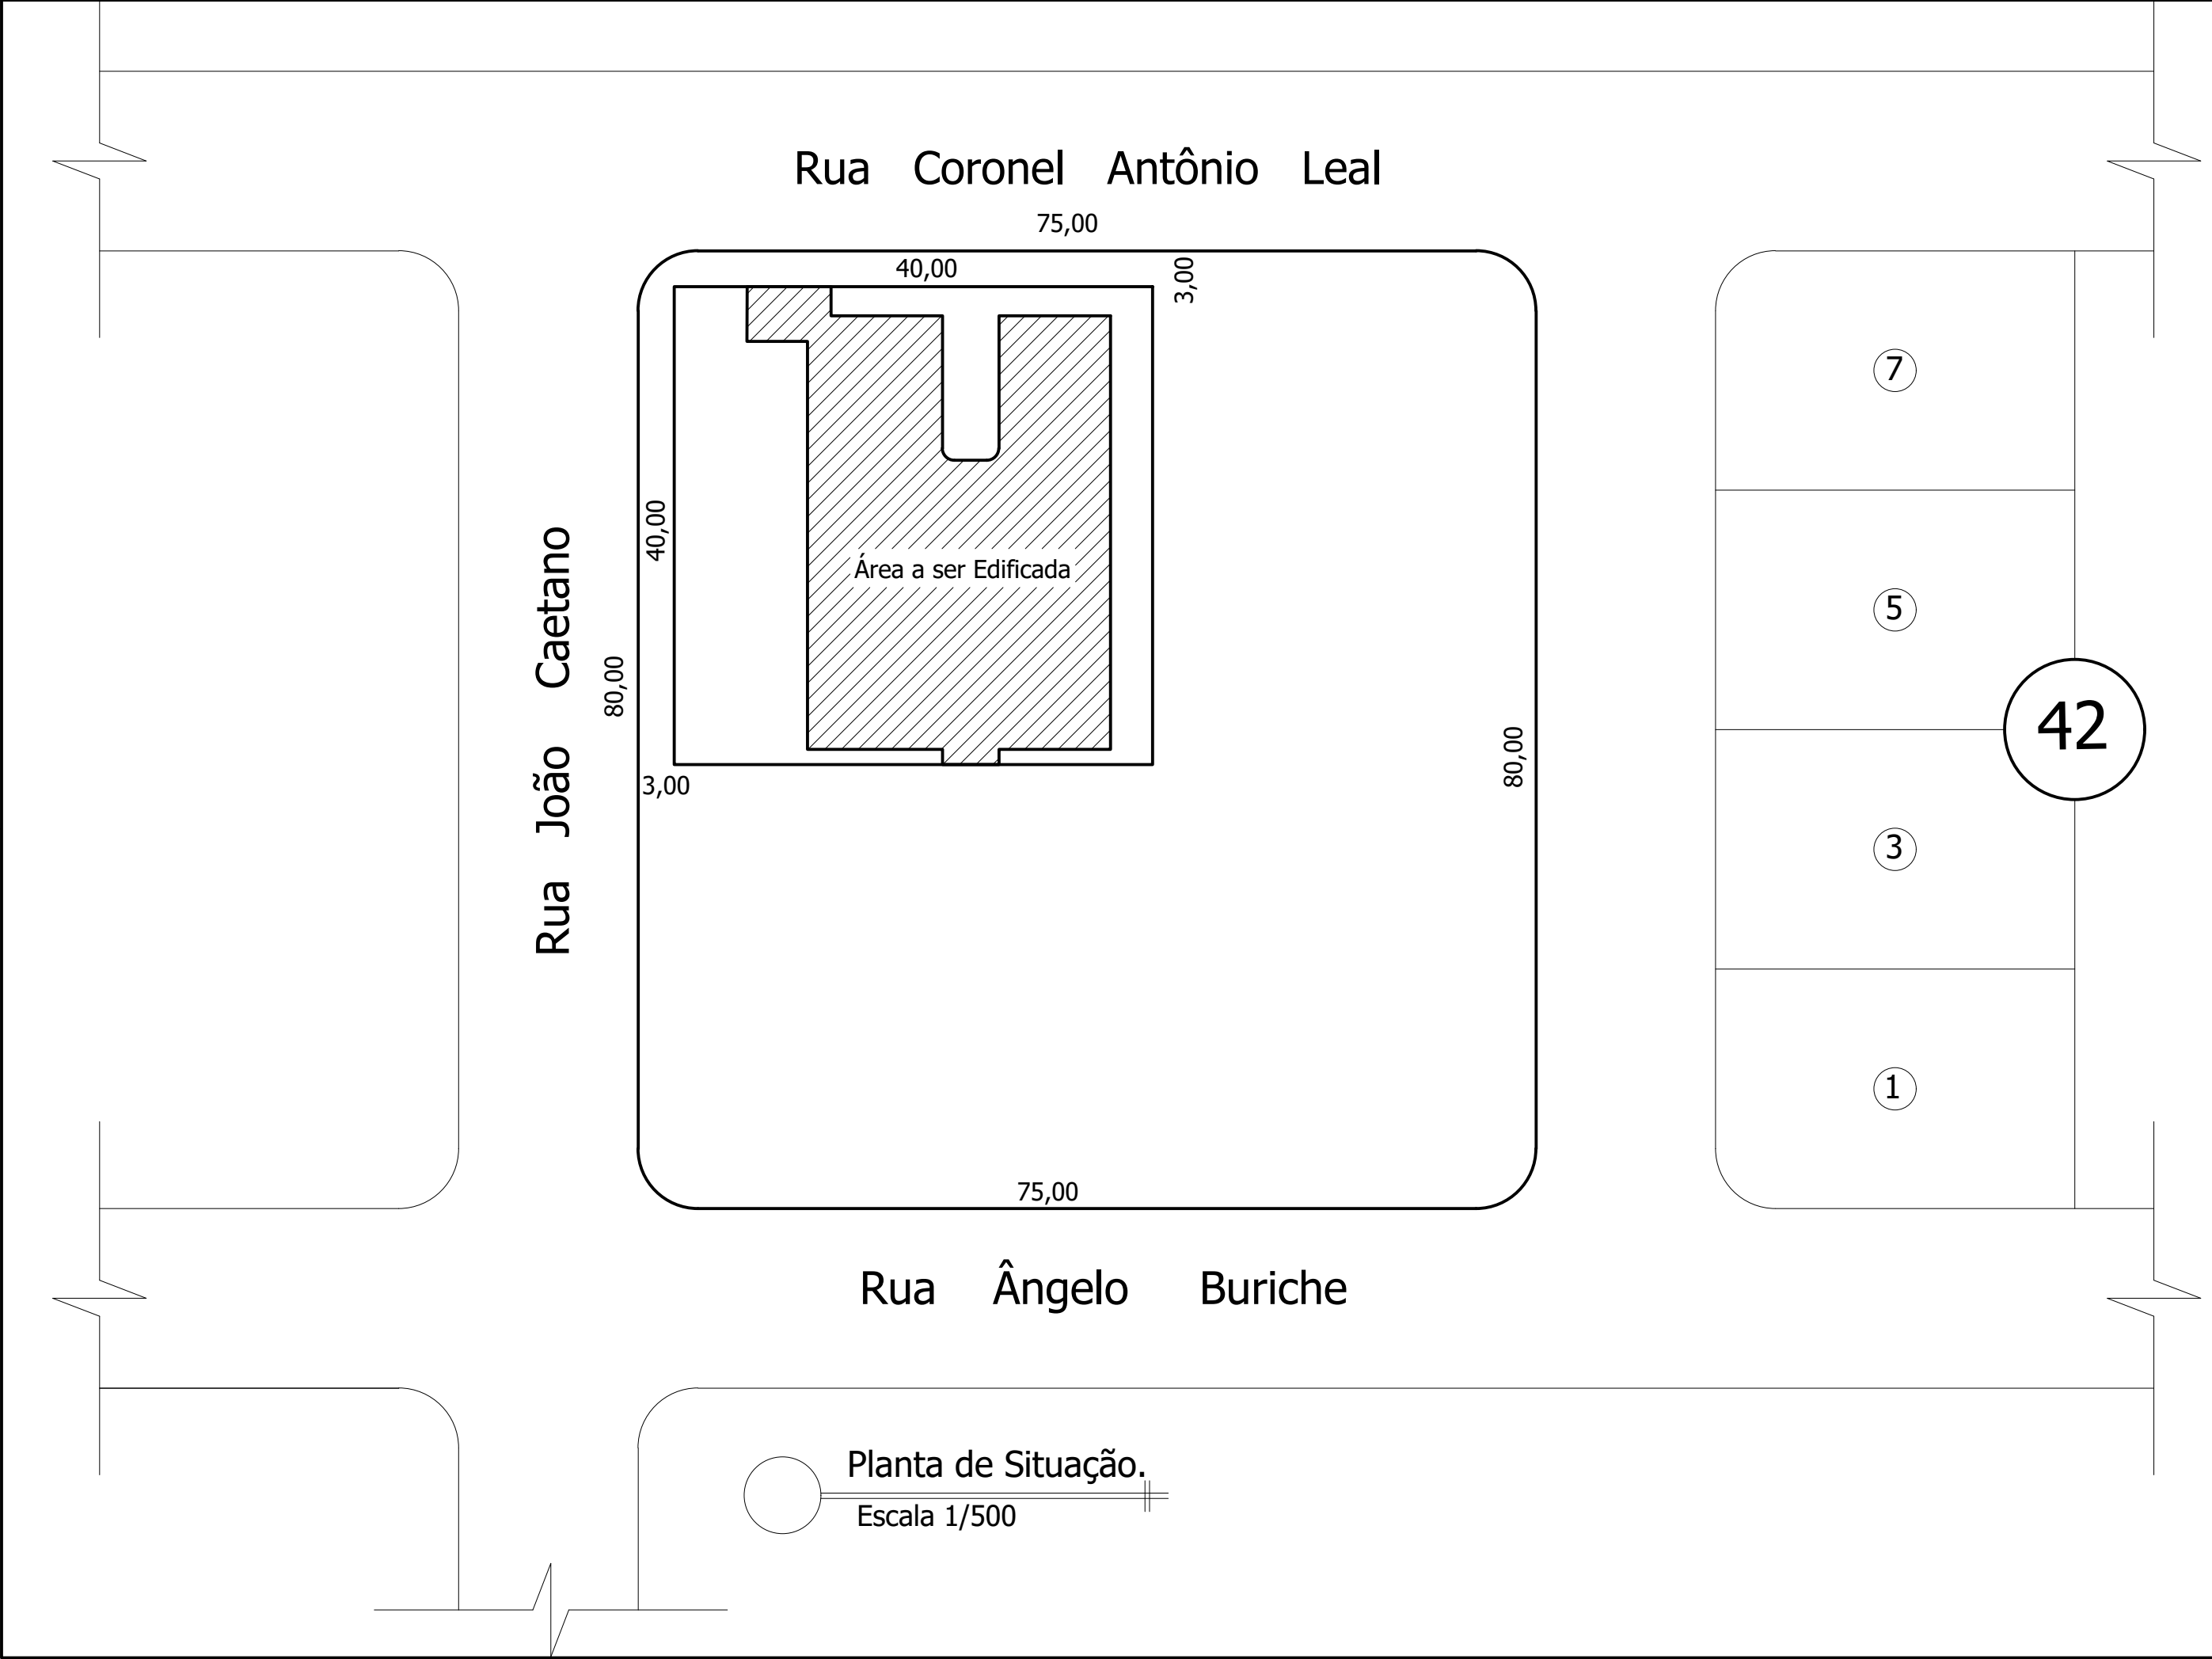 Rua Coronel Antônio Leal
75,00
40,00
3,00
7
40,00
Área a ser Edificada
5
Rua João Caetano
80,00
42
80,00
3,00
3
1
75,00
Rua Ângelo Buriche
Planta de Situação.
Escala 1/500